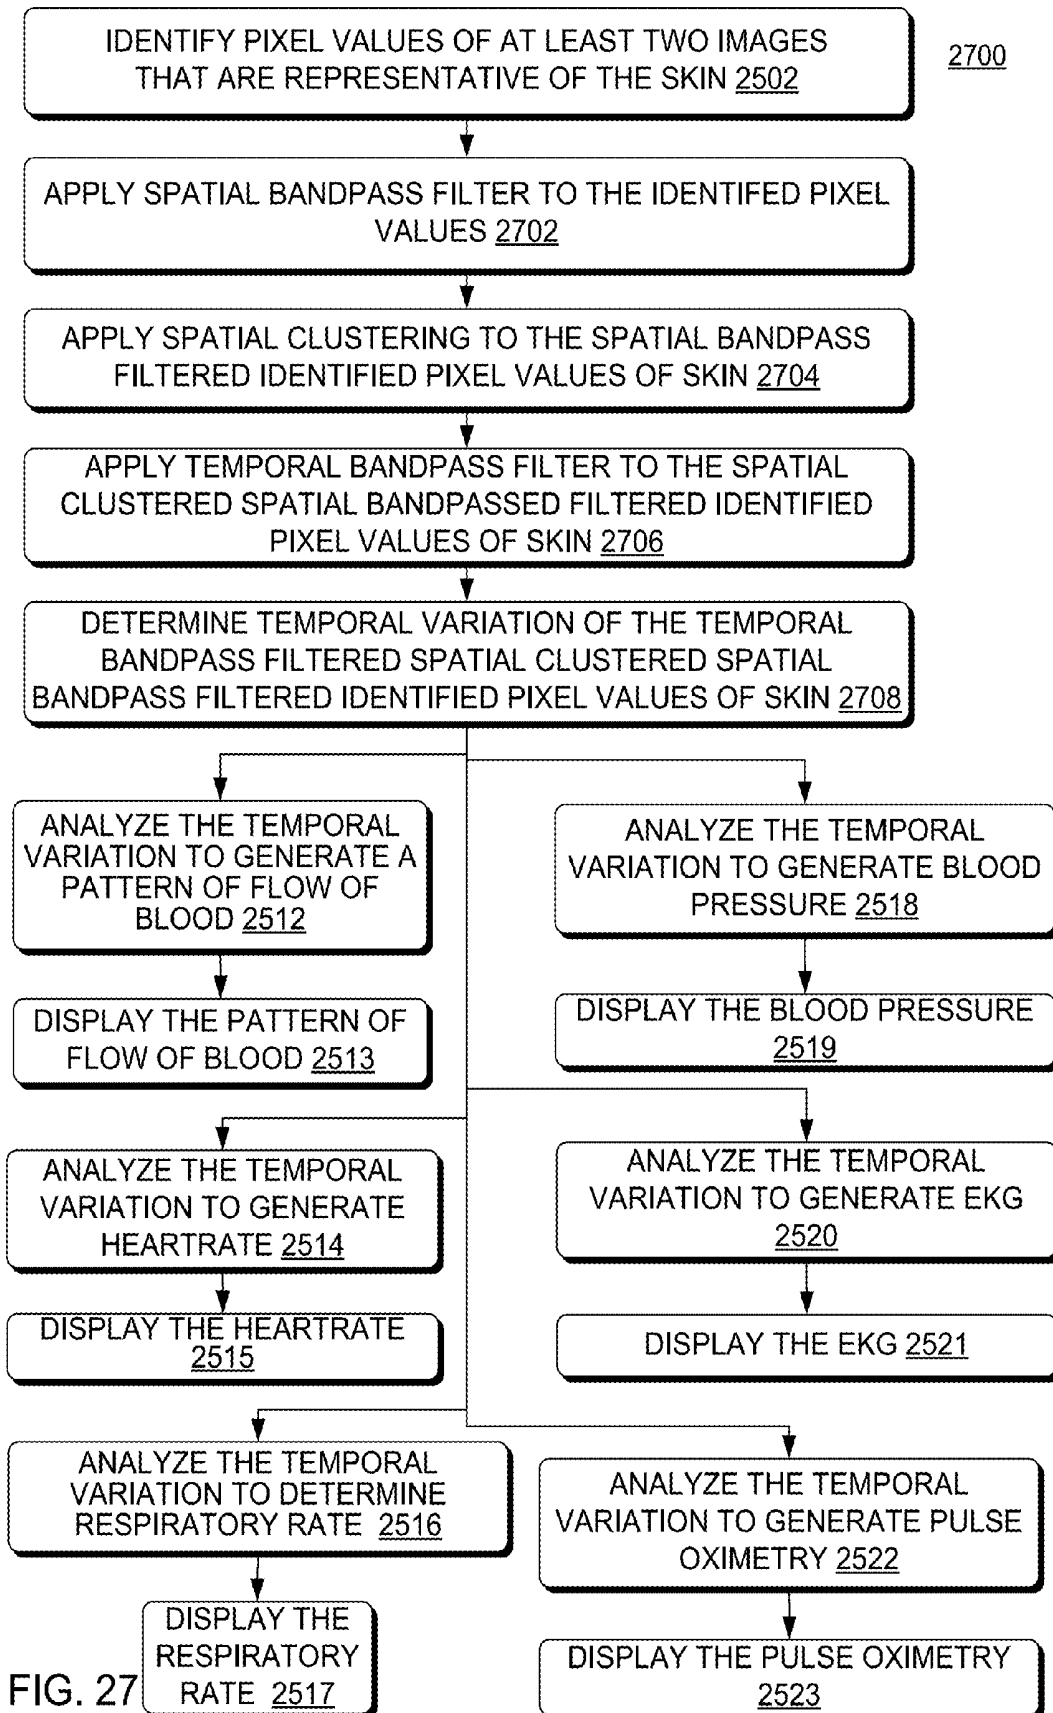 IDENTIFY PIXEL VALUES OF AT LEAST TWO IMAGES
THAT ARE REPRESENTATIVE OF THE SKIN 2502
2700
APPLY SPATIAL BANDPASS FILTER TO THE IDENTIFED PIXEL
VALUES 2702
APPLY SPATIAL CLUSTERING TO THE SPATIAL BANDPASS
FILTERED IDENTIFIED PIXEL VALUES OF SKIN 2704
APPLY TEMPORAL BANDPASS FILTER TO THE SPATIAL
CLUSTERED SPATIAL BANDPASSED FILTERED IDENTIFIED
PIXEL VALUES OF SKIN 2706
DETERMINE TEMPORAL VARIATION OF THE TEMPORAL
BANDPASS FILTERED SPATIAL CLUSTERED SPATIAL
BANDPASS FILTERED IDENTIFIED PIXEL VALUES OF SKIN 2708
ANALYZE THE TEMPORAL
VARIATION TO GENERATE A
PATTERN OF FLOW OF
BLOOD 2512
ANALYZE THE TEMPORAL
VARIATION TO GENERATE BLOOD
PRESSURE 2518
DISPLAY THE PATTERN OF
FLOW OF BLOOD 2513
DISPLAY THE BLOOD PRESSURE
2519
ANALYZE THE TEMPORAL
VARIATION TO GENERATE
HEARTRATE 2514
ANALYZE THE TEMPORAL
VARIATION TO GENERATE EKG
2520
DISPLAY THE HEARTRATE
2515
DISPLAY THE EKG 2521
ANALYZE THE TEMPORAL
VARIATION TO DETERMINE
RESPIRATORY RATE 2516
ANALYZE THE TEMPORAL
VARIATION TO GENERATE PULSE
OXIMETRY 2522
DISPLAY THE
RESPIRATORY
RATE 2517
DISPLAY THE PULSE OXIMETRY
2523
FIG. 27